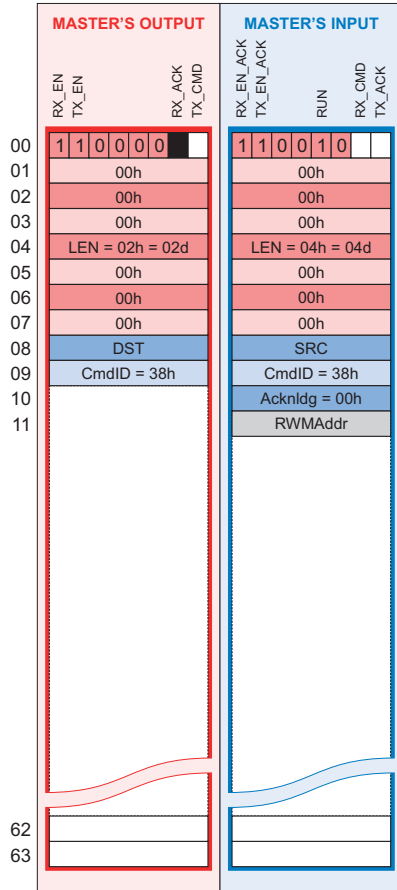 MASTER'S OUTPUT MASTER'S INPUT
RX_EN TX_EN RX_ACK TX_CMD RX_EN_ACK TX_EN_ACK RUN RX_CMD TX_ACK
00 1 1 0 0 0 0 1 1 0 0 1 0
01 00h 00h
02 00h 00h
03 00h 00h
04 LEN = 02h = 02d LEN = 04h = 04d
05 00h 00h
06 00h 00h
07 00h 00h
08 DST SRC
09 CmdID = 38h CmdID = 38h
10 Acknldg = 00h
11 RWMAddr
62
63